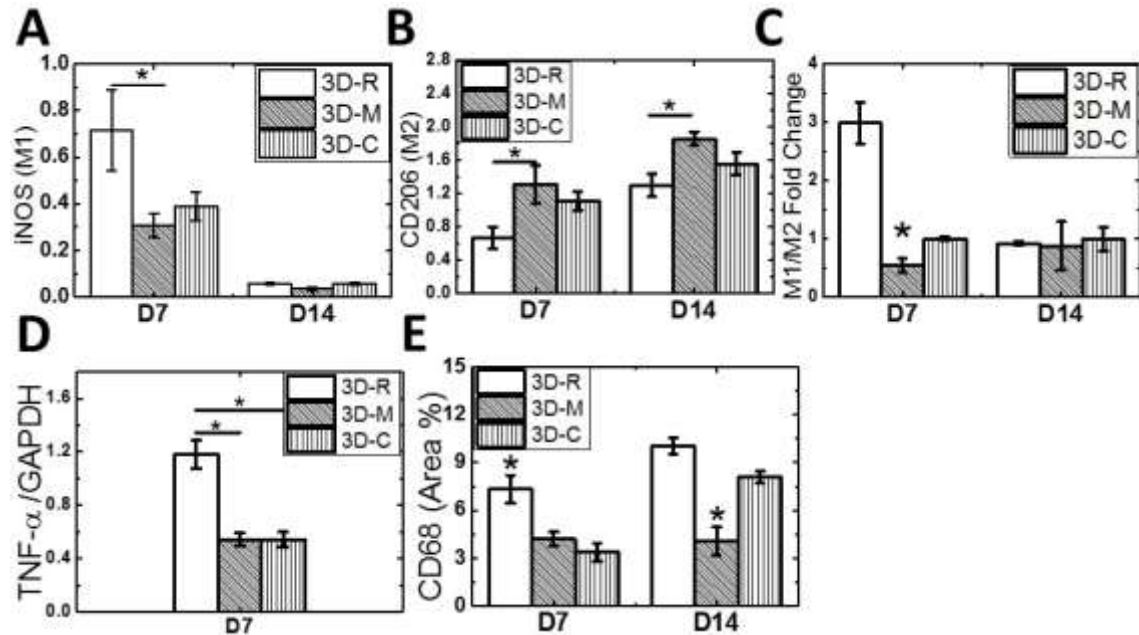 A
iNOS (M1)
1.0
0.8
0.6
0.4
0.2
0.0
*
3D-R
3D-M
3D-C
D7
D14
B
CD206 (M2)
2.8
2.4
2.0
1.6
1.2
0.8
0.4
0.0
3D-R
3D-M
3D-C
*
*
D7
D14
C
M1/M2 Fold Change
4
3
2
1
0
3D-R
3D-M
3D-C
*
D7
D14
D
TNF-α /GAPDH
1.6
1.2
0.8
0.4
0.0
*
*
3D-R
3D-M
3D-C
D7
E
CD68 (Area %)
15
12
9
6
3
0
3D-R
3D-M
3D-C
*
*
D7
D14